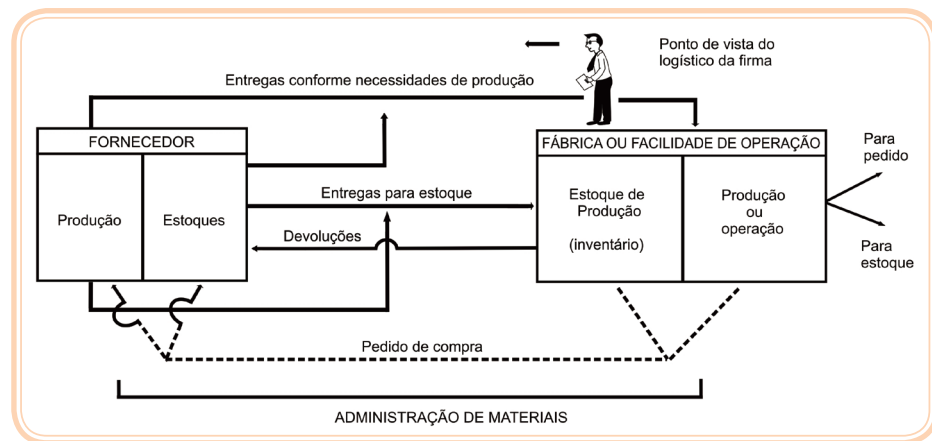 Ponto de vista do
logístico da firma
Entregas conforme necessidades de produção
FORNECEDOR
FÁBRICA OU FACILIDADE DE OPERAÇÃO
Para
pedido
Produção
Estoques
Entregas para estoque
Estoque de
Produção
(inventário)
Produção
ou
operação
Devoluções
Para
estoque
Pedido de compra
ADMINISTRAÇÃO DE MATERIAIS